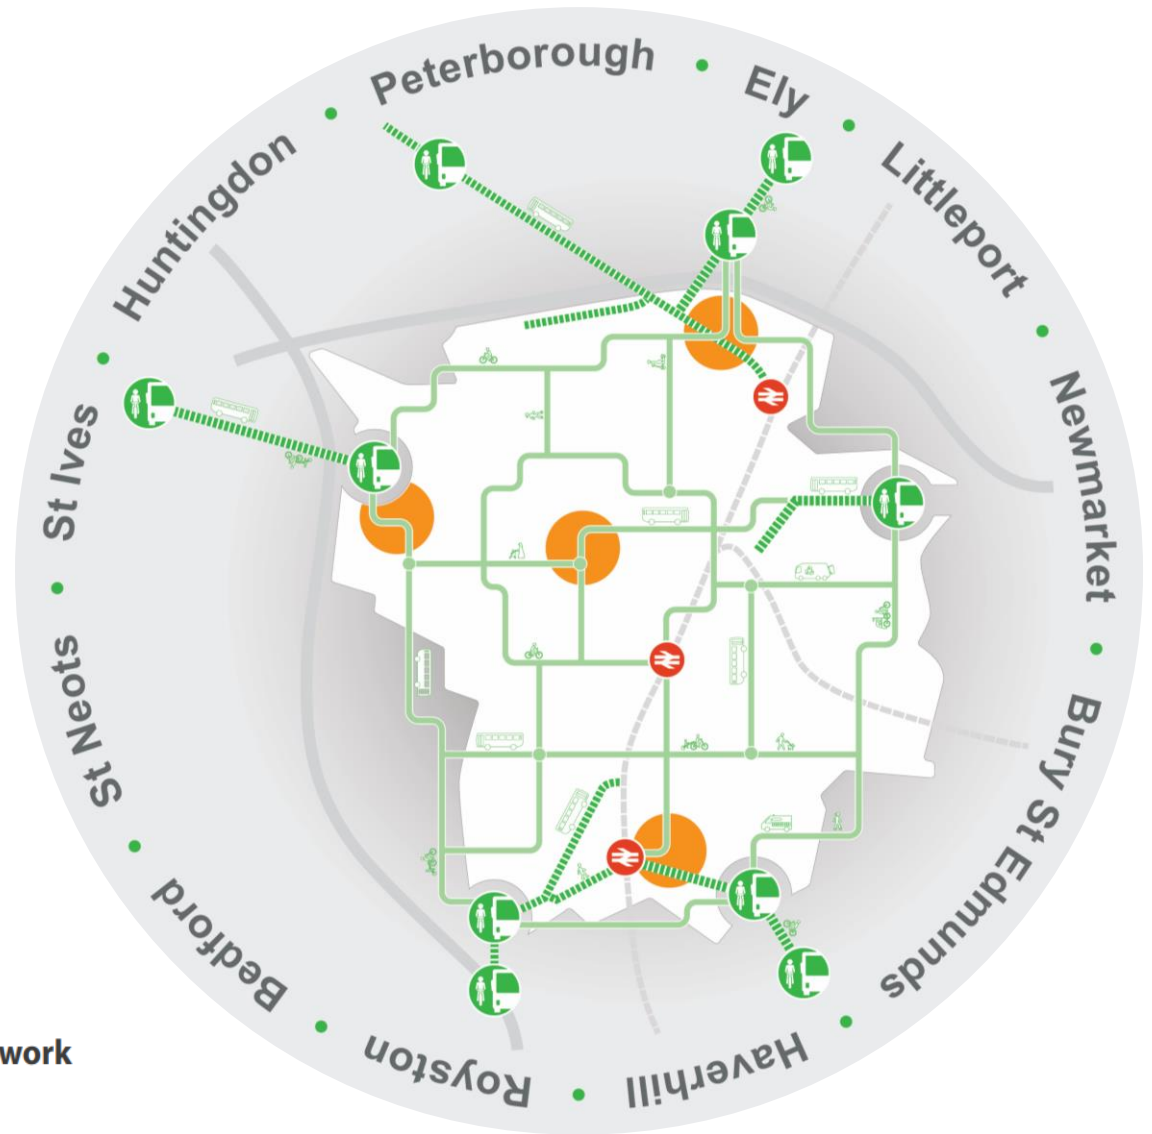 Peterborough
Ely
Littleport
Newmarket
Bury St Edmunds
Haverhill
Royston
Bedford
St Neots
St Ives
Huntingdon
work